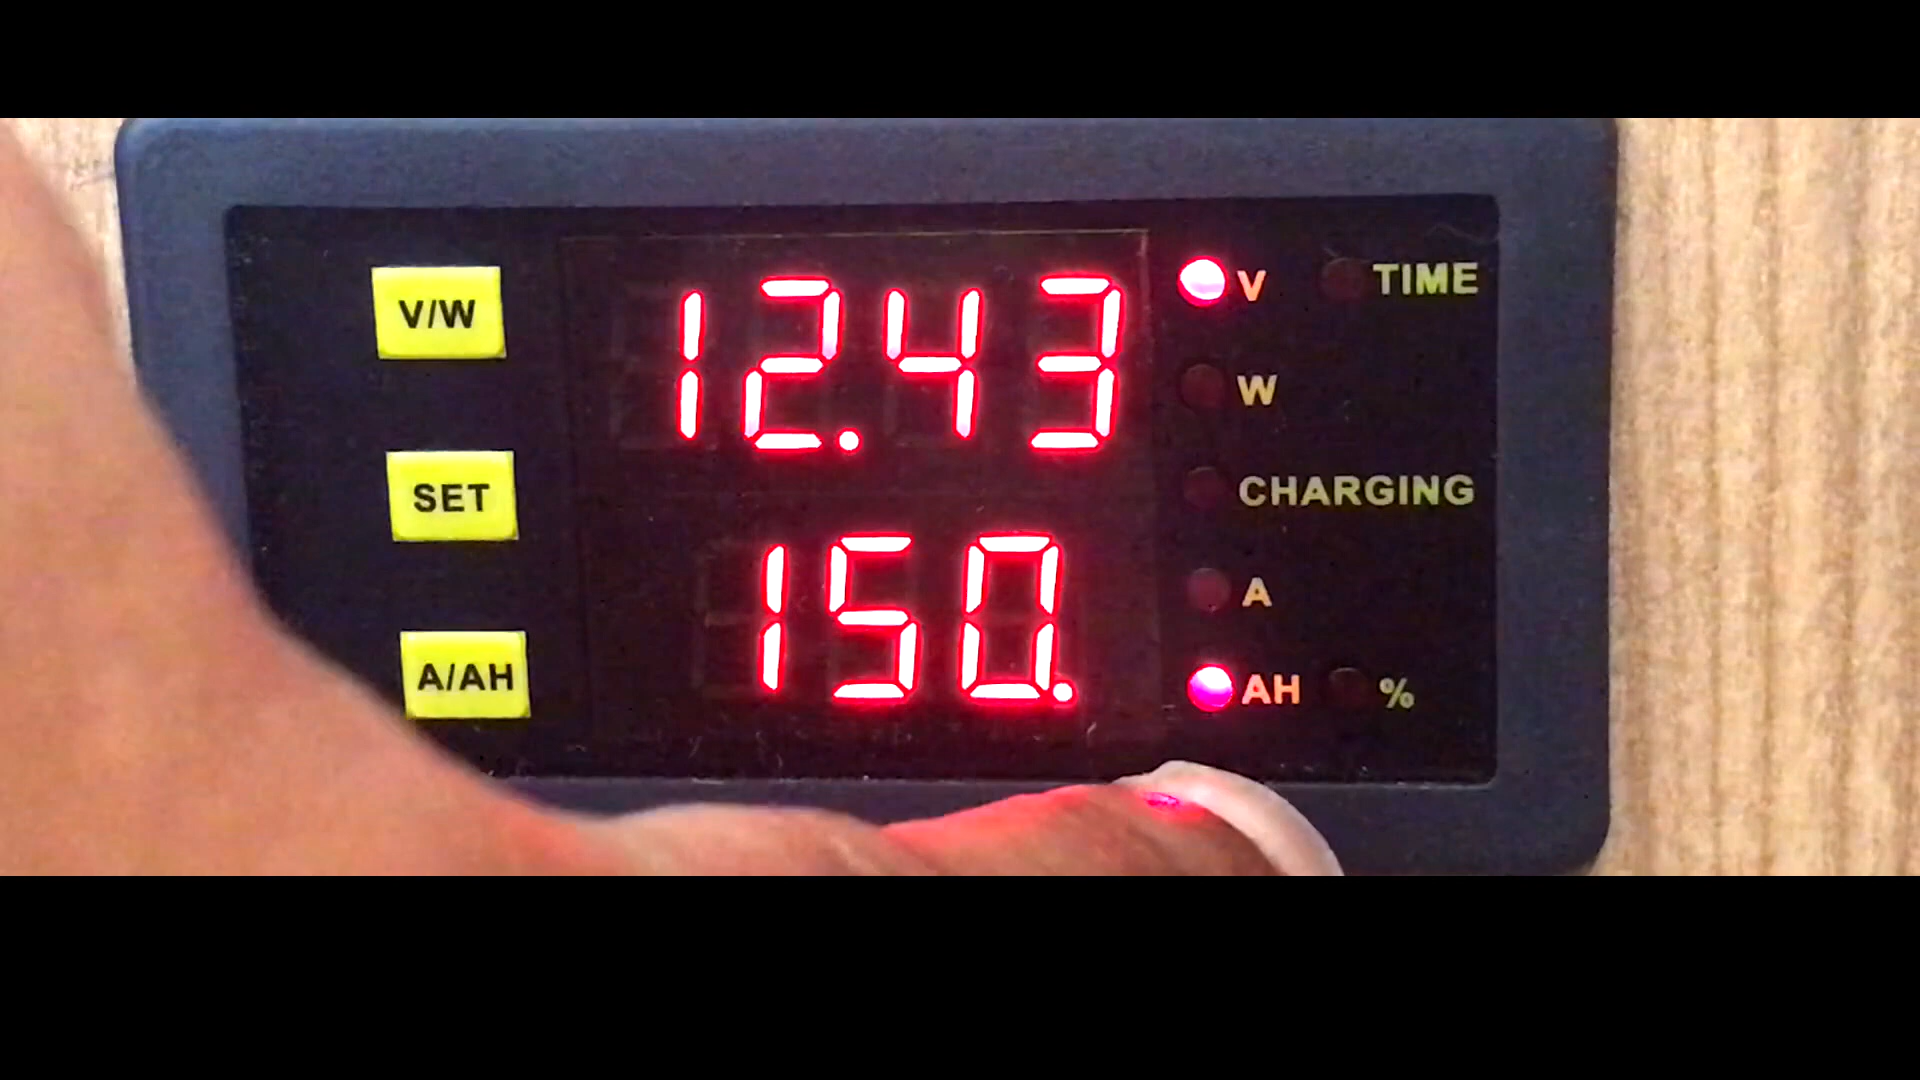 V/W 12.43 V TIME
W
SET CHARGING
A
A/AH 150. AH %